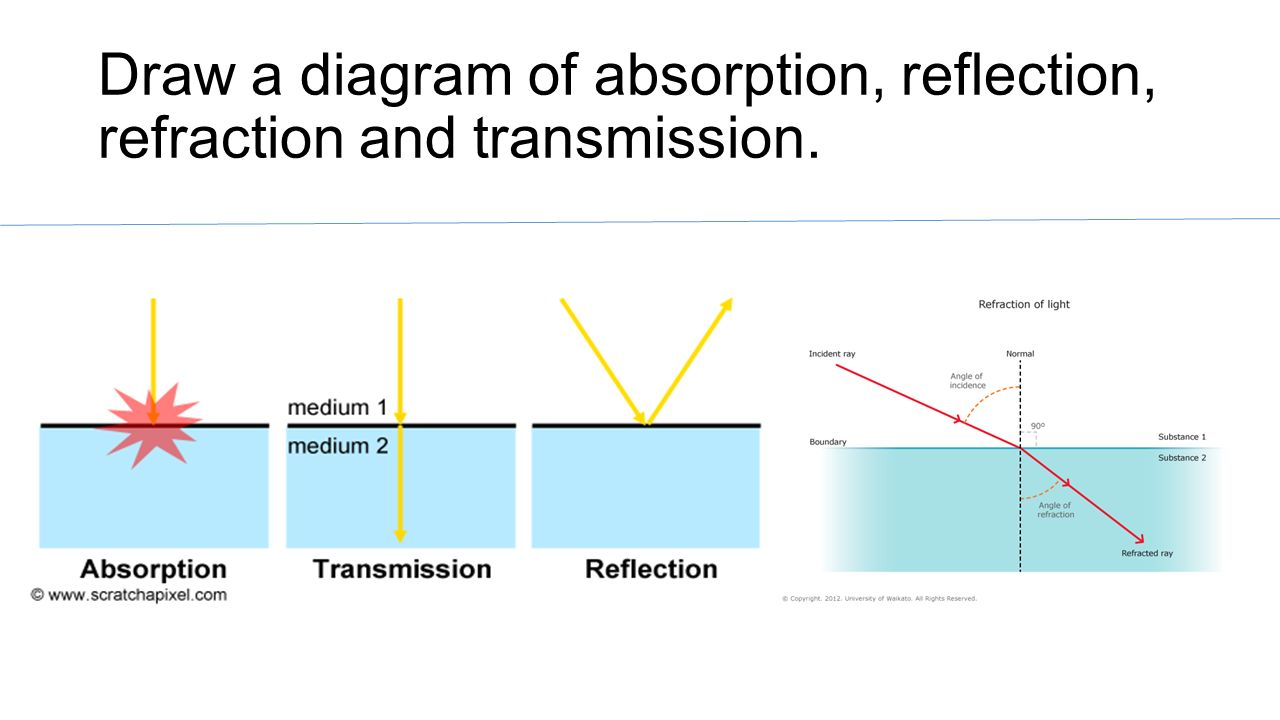 Draw a diagram of absorption, reflection,
refraction and transmission.
medium 1
medium 2
Absorption
Transmission
Reflection
© www.scratchapixel.com
Refraction of light
Incident ray
Normal
Angle of
incidence
90º
Boundary
Substance 1
Substance 2
Angle of
refraction
Refracted ray
© Copyright. 2012. University of Waikato. All Rights Reserved.